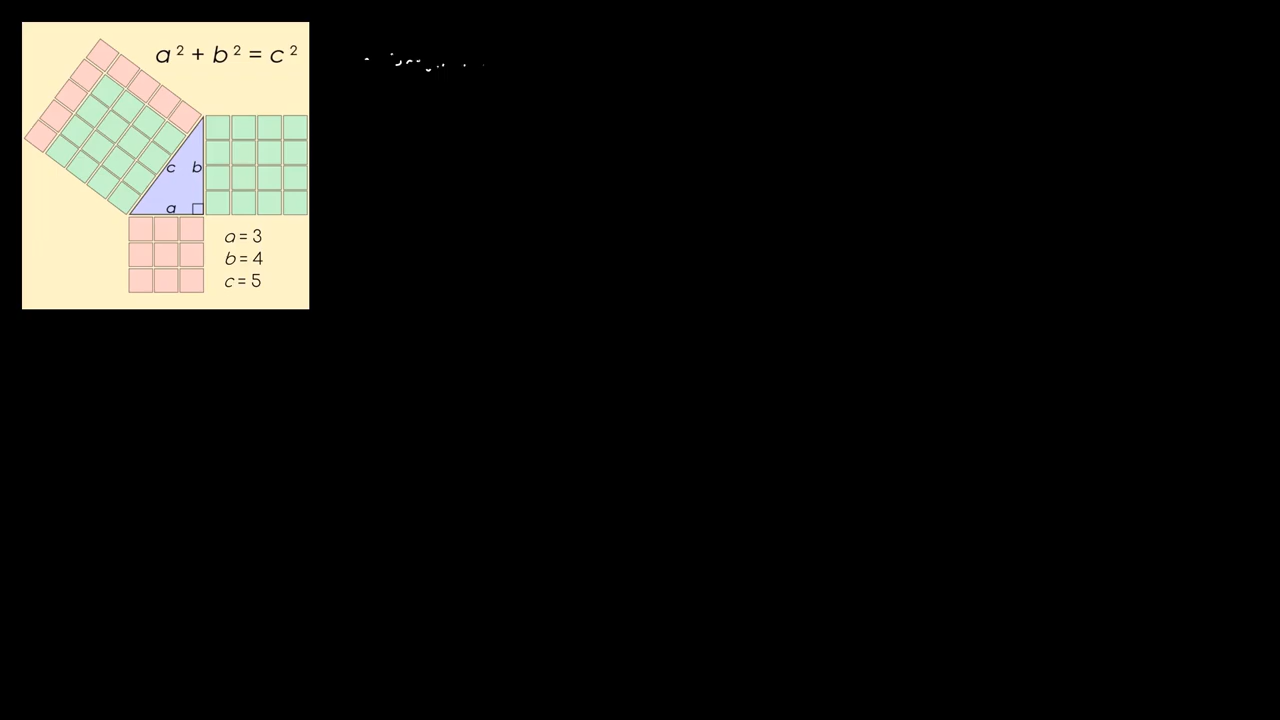 a² + b² = c²
c b
a
a = 3
b = 4
c = 5